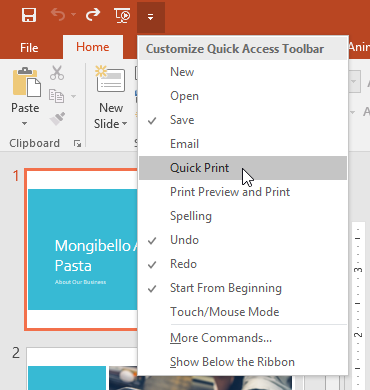 File
Home
Ani
Customize Quick Access Toolbar
New
Open
Save
Email
Quick Print
Print Preview and Print
Spelling
Undo
Redo
Start From Beginning
Touch/Mouse Mode
More Commands...
Show Below the Ribbon
Paste
New
Slide
Clipboard
1
Mongibello
Pasta
About Our Business
2
3